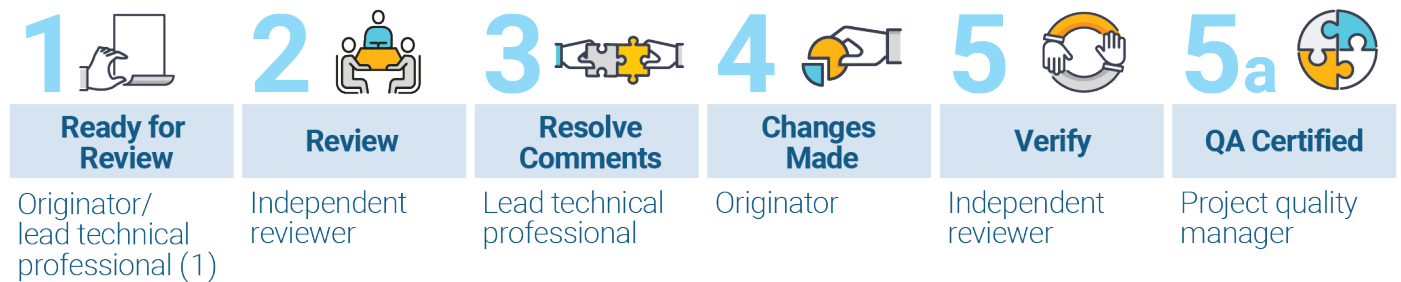 1
Ready for
Review
Originator/
lead technical
professional (1)
2
Review
Independent
reviewer
3
Resolve
Comments
Lead technical
professional
4
Changes
Made
Originator
5
Verify
Independent
reviewer
5a
QA Certified
Project quality
manager